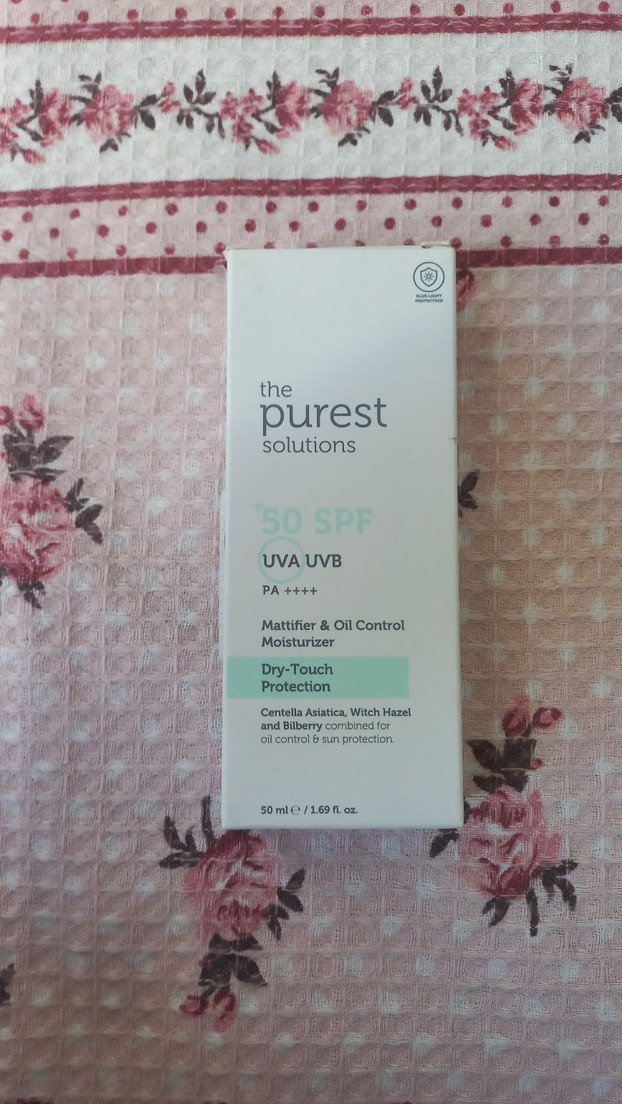 BLUE-LIGHT
PROTECTION
the
purest
solutions
+50 SPF
UVA UVB
PA ++++
Mattifier & Oil Control
Moisturizer
Dry-Touch
Protection
Centella Asiatica, Witch Hazel
and Bilberry combined for
oil control & sun protection.
50 ml ℮ / 1.69 fl. oz.